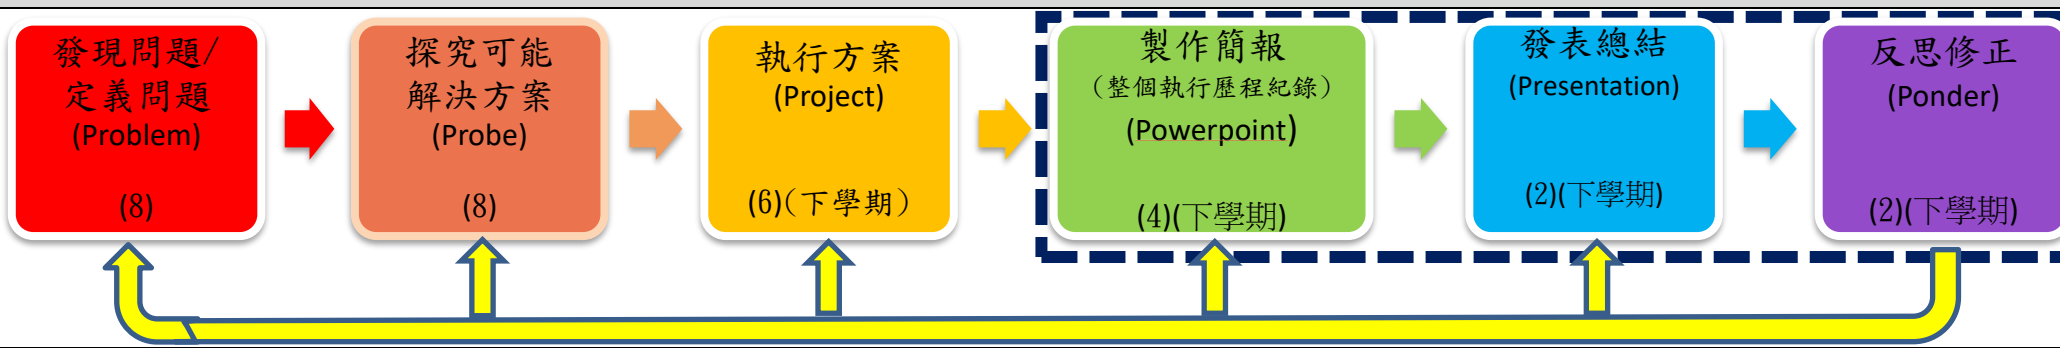 發現問題/
定義問題
(Problem)
(8)
探究可能
解決方案
(Probe)
(8)
執行方案
(Project)
(6)(下學期)
製作簡報
(整個執行歷程紀錄)
(Powerpoint)
(4)(下學期)
發表總結
(Presentation)
(2)(下學期)
反思修正
(Ponder)
(2)(下學期)